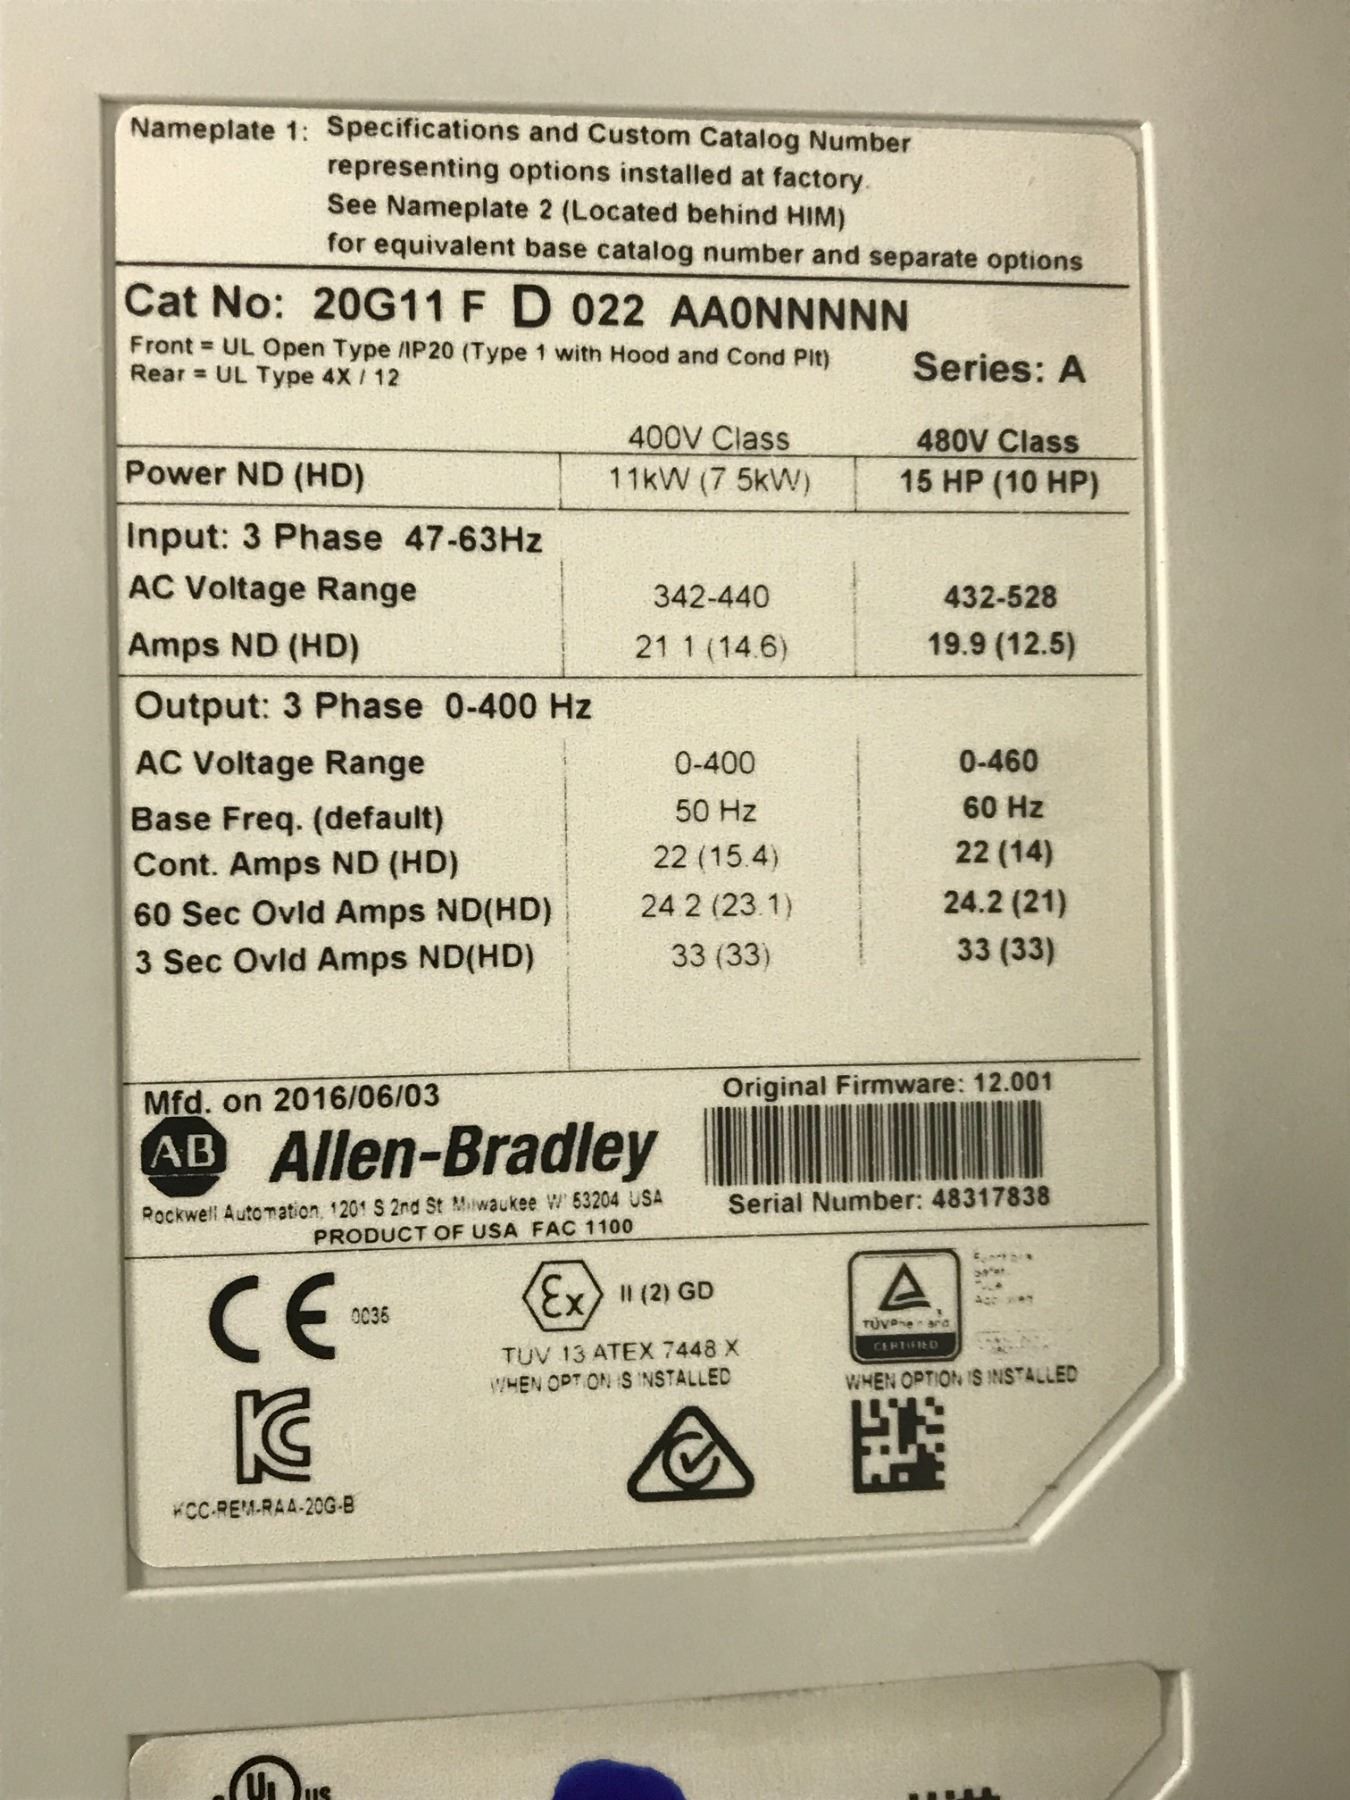 Nameplate 1: Specifications and Custom Catalog Number
representing options installed at factory.
See Nameplate 2 (Located behind HIM)
for equivalent base catalog number and separate options
Cat No: 20G11 F D 022 AA0NNNNN
Front = UL Open Type /IP20 (Type 1 with Hood and Cond Plt)
Rear = UL Type 4X / 12
Series: A
400V Class 480V Class
Power ND (HD) 11kW (7 5kW) 15 HP (10 HP)
Input: 3 Phase 47-63Hz
AC Voltage Range 342-440 432-528
Amps ND (HD) 21 1 (14.6) 19.9 (12.5)
Output: 3 Phase 0-400 Hz
AC Voltage Range 0-400 0-460
Base Freq. (default) 50 Hz 60 Hz
Cont. Amps ND (HD) 22 (15.4) 22 (14)
60 Sec Ovld Amps ND(HD) 24 2 (23.1) 24.2 (21)
3 Sec Ovld Amps ND(HD) 33 (33) 33 (33)
Mfd. on 2016/06/03
Original Firmware: 12.001
AB Allen-Bradley
Serial Number: 48317838
Rockwell Automation, 1201 S 2nd St Milwaukee W 53204 USA
PRODUCT OF USA FAC 1100
CE 0035
Ex II (2) GD
TUV 13 ATEX 7448 X
WHEN OPTION IS INSTALLED
TÜVRheinland
CERTIFIED
WHEN OPTION IS INSTALLED
KC
KCC-REM-RAA-20G-B
c UL us